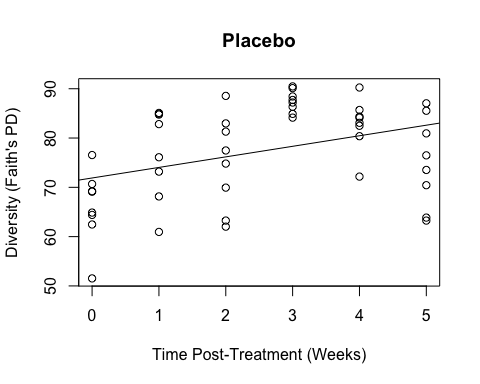 Placebo
Diversity (Faith's PD)
90
80
70
60
50
0 1 2 3 4 5
Time Post-Treatment (Weeks)